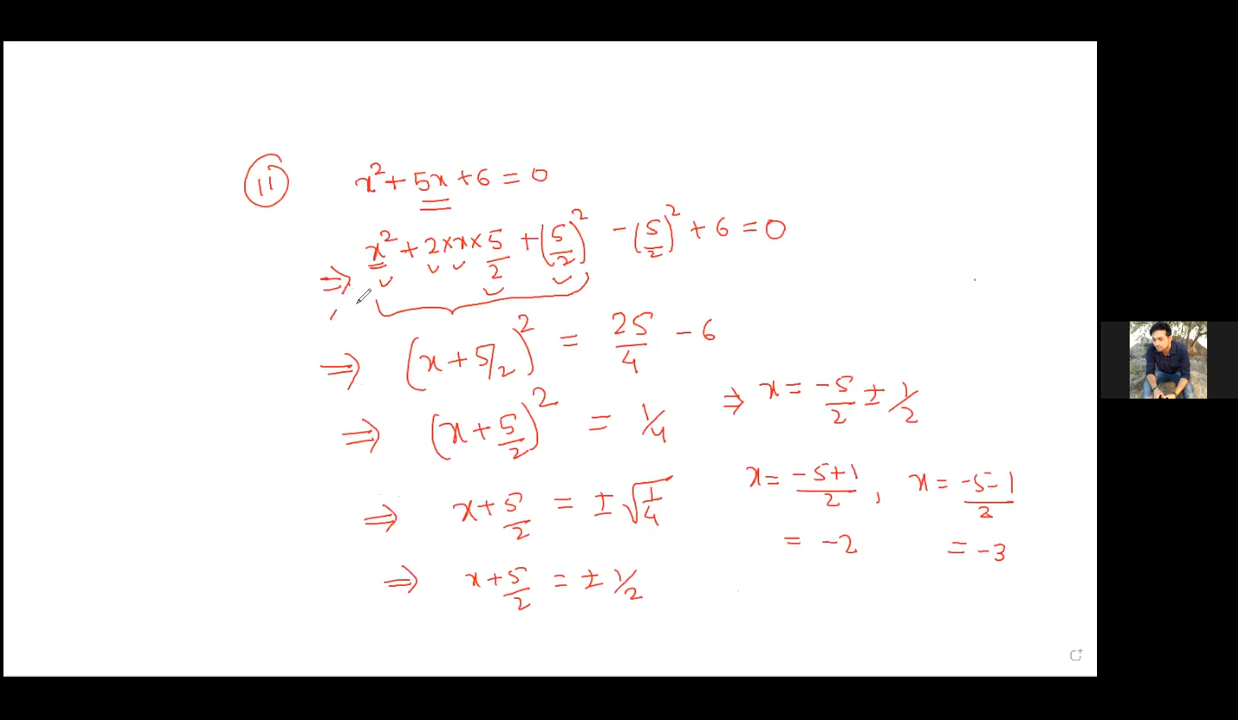 (ii) x² + 5x + 6 = 0
⇒ x² + 2 × x × 5/2 + (5/2)² - (5/2)² + 6 = 0
⇒ (x + 5/2)² = 25/4 - 6
⇒ (x + 5/2)² = 1/4
⇒ x + 5/2 = ± √(1/4)
⇒ x + 5/2 = ± 1/2
⇒ x = -5/2 ± 1/2
x = (-5+1)/2 , x = (-5-1)/2
= -2 = -3